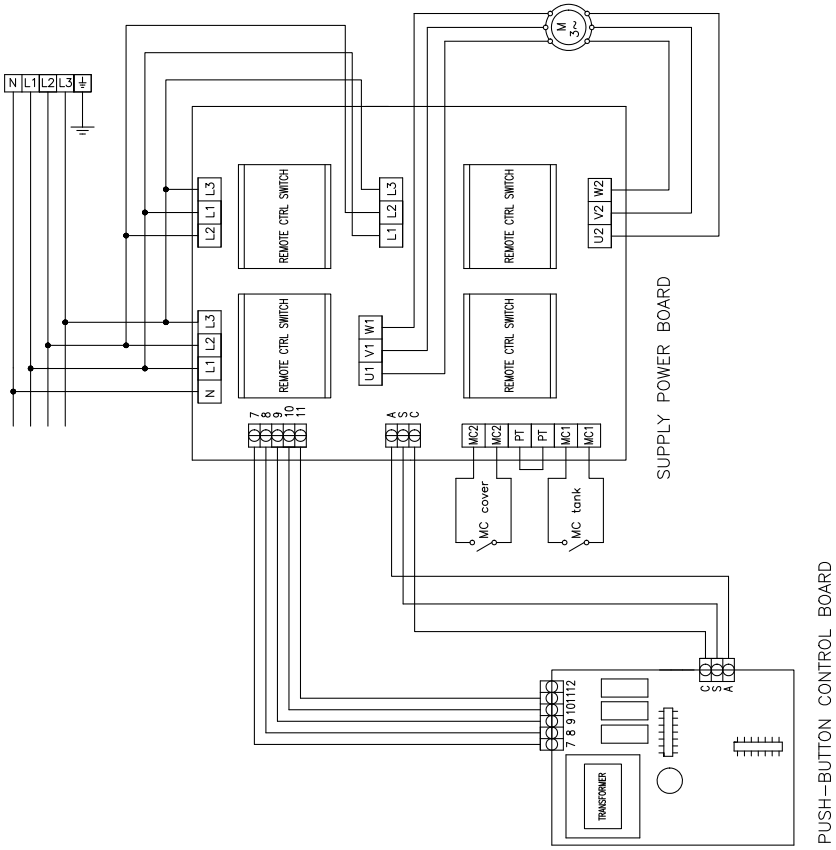 M
3~
N L1 L2 L3
L2 L1 L3
REMOTE CTRL SWITCH
L1 L2 L3
REMOTE CTRL SWITCH
U2 V2 W2
N L1 L2 L3
REMOTE CTRL SWITCH
U1 V1 W1
REMOTE CTRL SWITCH
SUPPLY POWER BOARD
7
8
9
10
11
A
S
C
MC2
MC2
PT
PT
MC1
MC1
MC cover
MC tank
7 8 9 10 11 12
C
S
A
TRANSFORMER
PUSH-BUTTON CONTROL BOARD